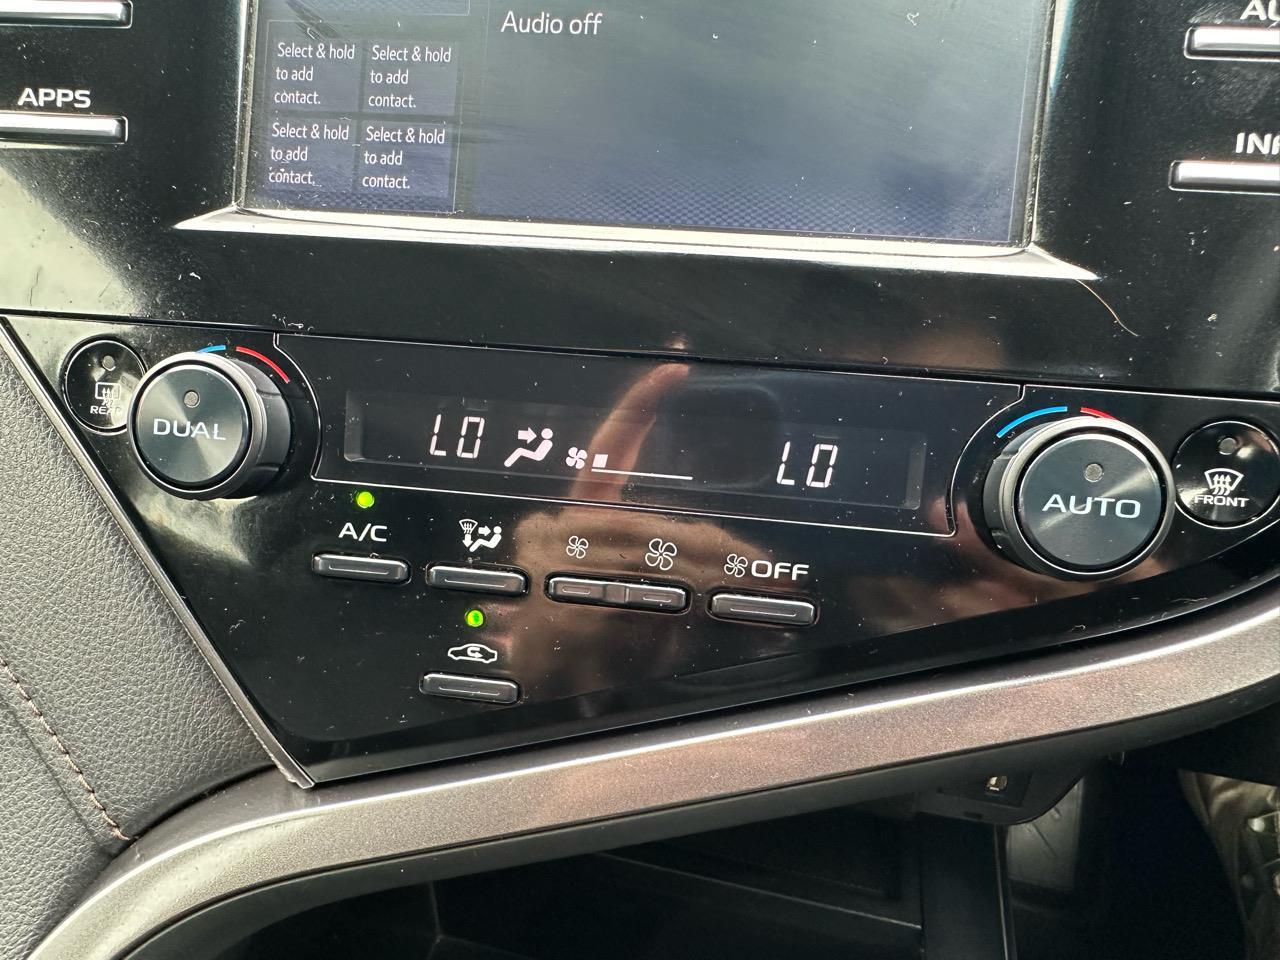 Audio off
Select & hold
to add
contact.
Select & hold
to add
contact.
Select & hold
to add
contact.
Select & hold
to add
contact.
APPS
DUAL
LO
LO
AUTO
FRONT
A/C
OFF